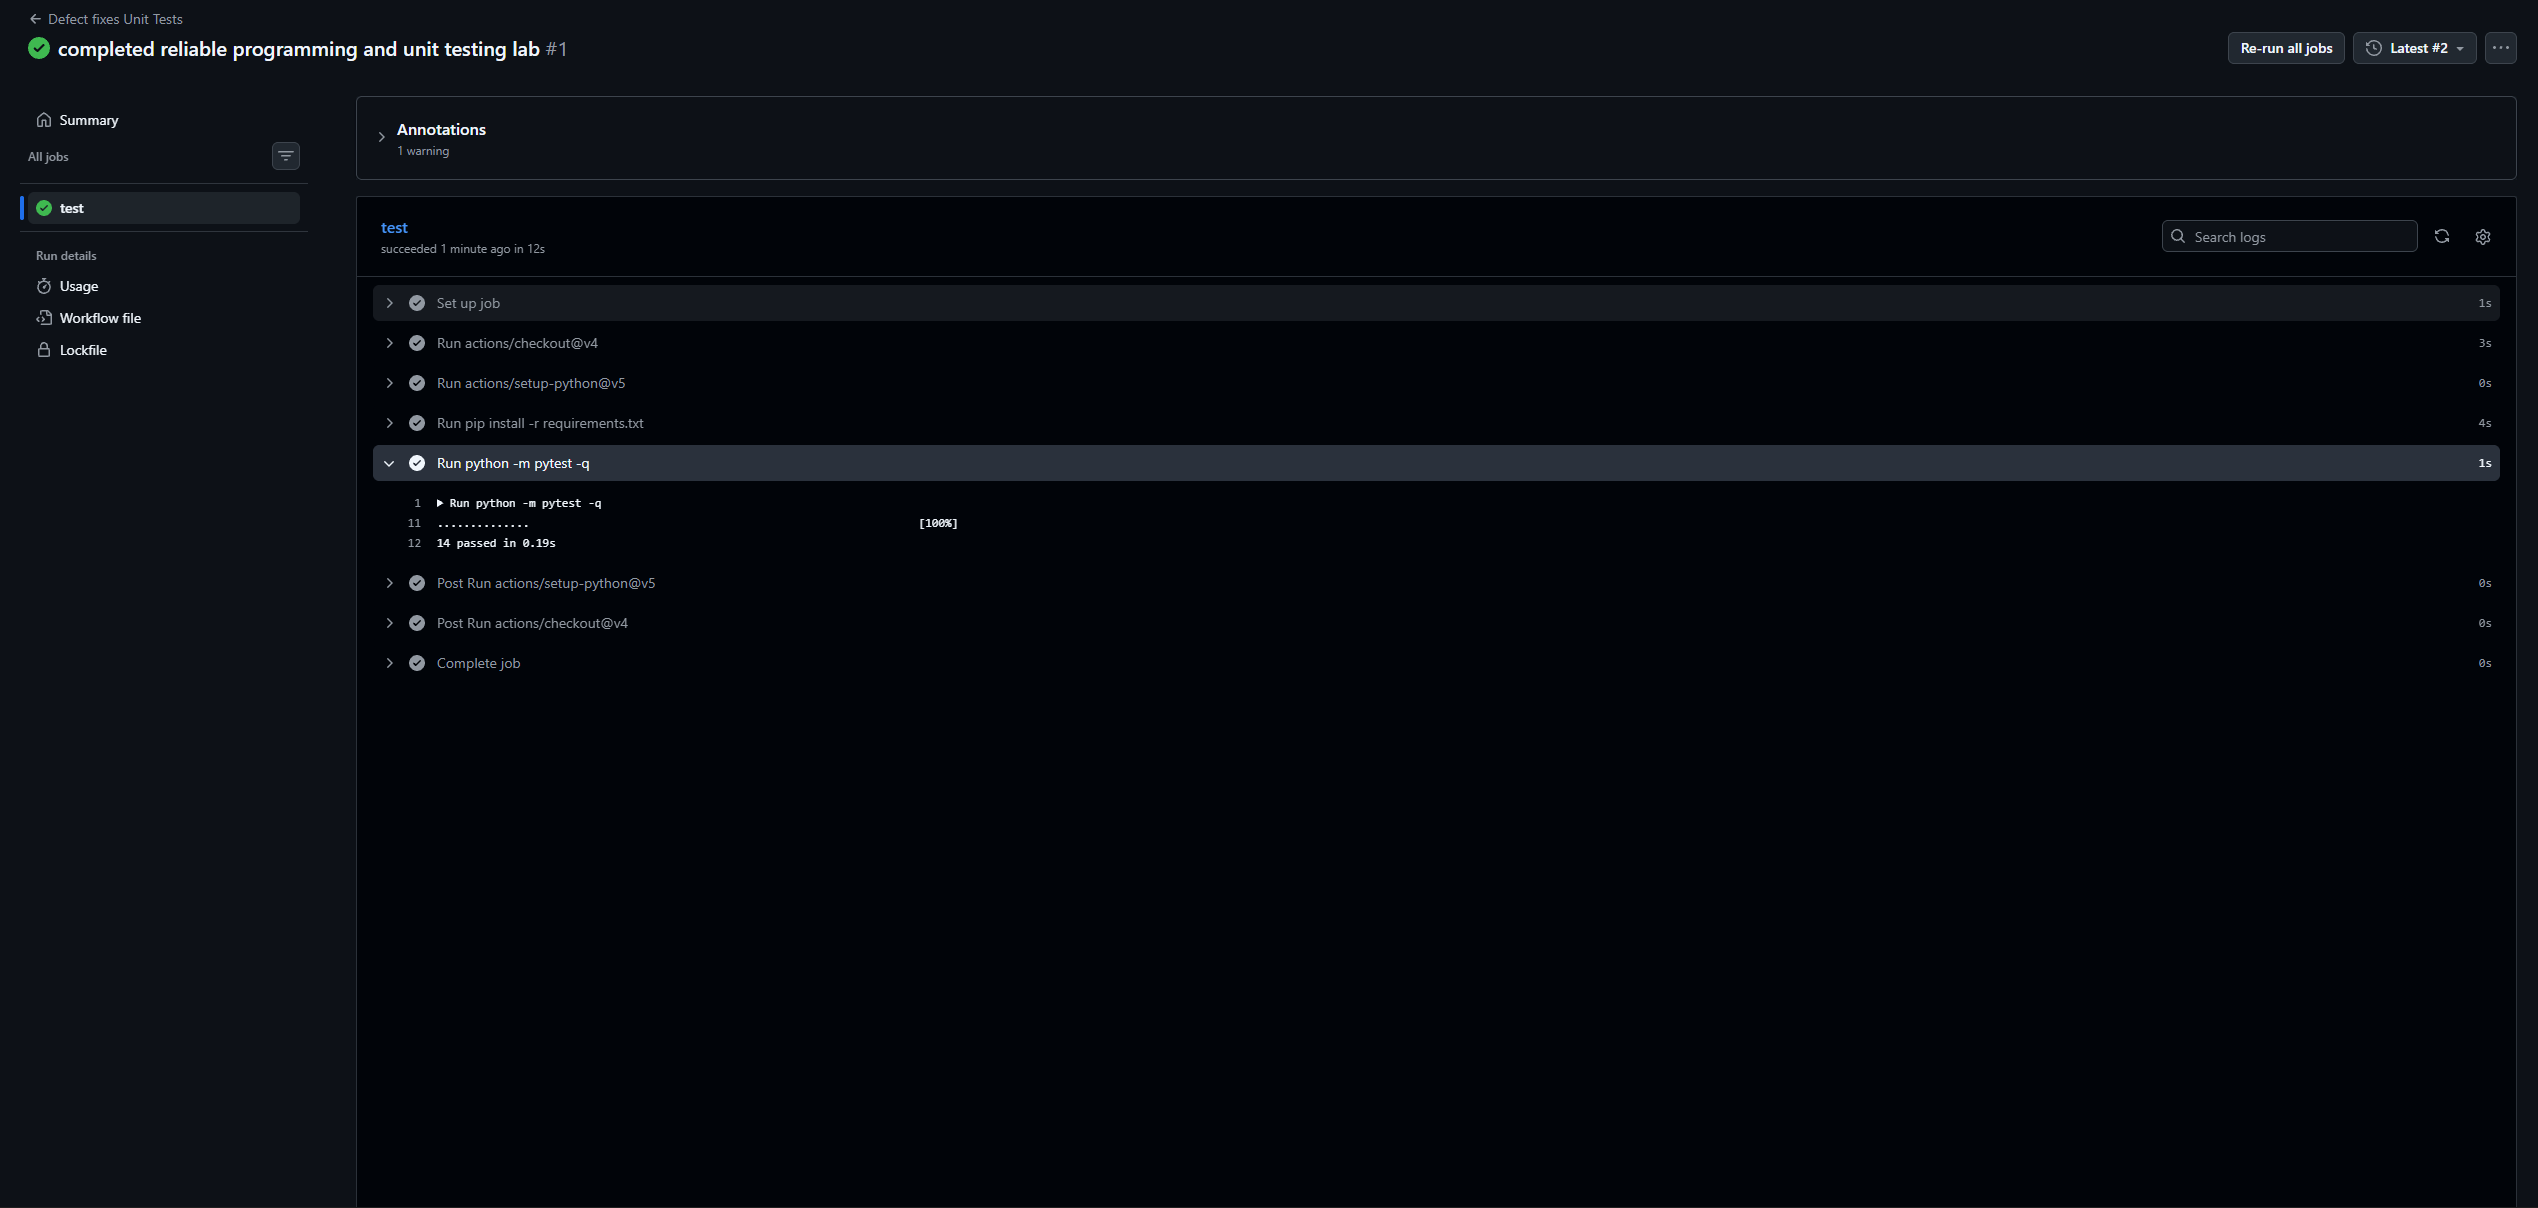 Defect fixes Unit Tests
completed reliable programming and unit testing lab #1
Re-run all jobs
Latest #2
Summary
All jobs
test
Run details
Usage
Workflow file
Lockfile
Annotations
1 warning
test
succeeded 1 minute ago in 12s
Search logs
Set up job 1s
Run actions/checkout@v4 3s
Run actions/setup-python@v5 0s
Run pip install -r requirements.txt 4s
Run python -m pytest -q 1s
1 Run python -m pytest -q
11 .............. [100%]
12 14 passed in 0.19s
Post Run actions/setup-python@v5 0s
Post Run actions/checkout@v4 0s
Complete job 0s